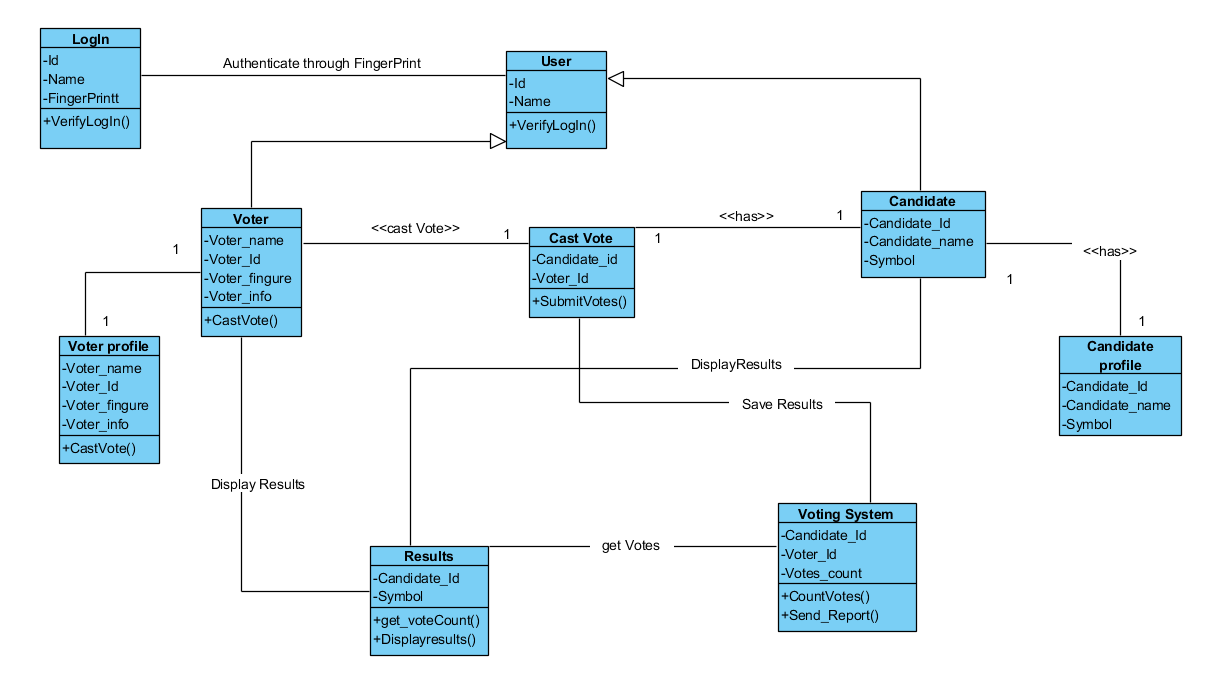 LogIn
-Id
-Name
-FingerPrintt
+VerifyLogIn()
Authenticate through FingerPrint
User
-Id
-Name
+VerifyLogIn()
Voter
-Voter_name
-Voter_Id
-Voter_fingure
-Voter_info
+CastVote()
<<cast Vote>>
1
Cast Vote
-Candidate_id
-Voter_Id
+SubmitVotes()
<<has>>
1
1
Candidate
-Candidate_Id
-Candidate_name
-Symbol
<<has>>
1
1
1
1
Voter profile
-Voter_name
-Voter_Id
-Voter_fingure
-Voter_info
+CastVote()
Candidate
profile
-Candidate_Id
-Candidate_name
-Symbol
DisplayResults
Save Results
Display Results
Results
-Candidate_Id
-Symbol
+get_voteCount()
+Displayresults()
get Votes
Voting System
-Candidate_Id
-Voter_Id
-Votes_count
+CountVotes()
+Send_Report()